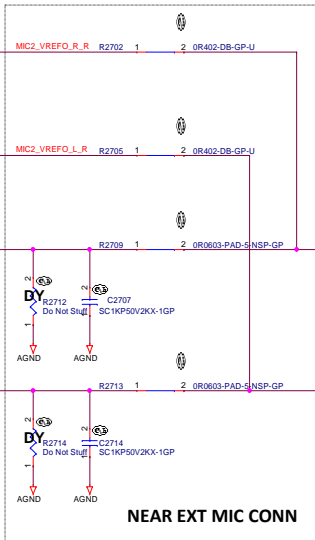 MIC2_VREFO_R_R R2702 1 2 0R402-DB-GP-U
MIC2_VREFO_L_R R2705 1 2 0R402-DB-GP-U
R2709 1 2 0R0603-PAD-5-NSP-GP
2 2
DY R2712 C2707
Do Not Stuff SC1KP50V2KX-1GP
1 1
AGND AGND
R2713 1 2 0R0603-PAD-5-NSP-GP
2 2
DY R2714 C2714
Do Not Stuff SC1KP50V2KX-1GP
1 1
AGND AGND
NEAR EXT MIC CONN